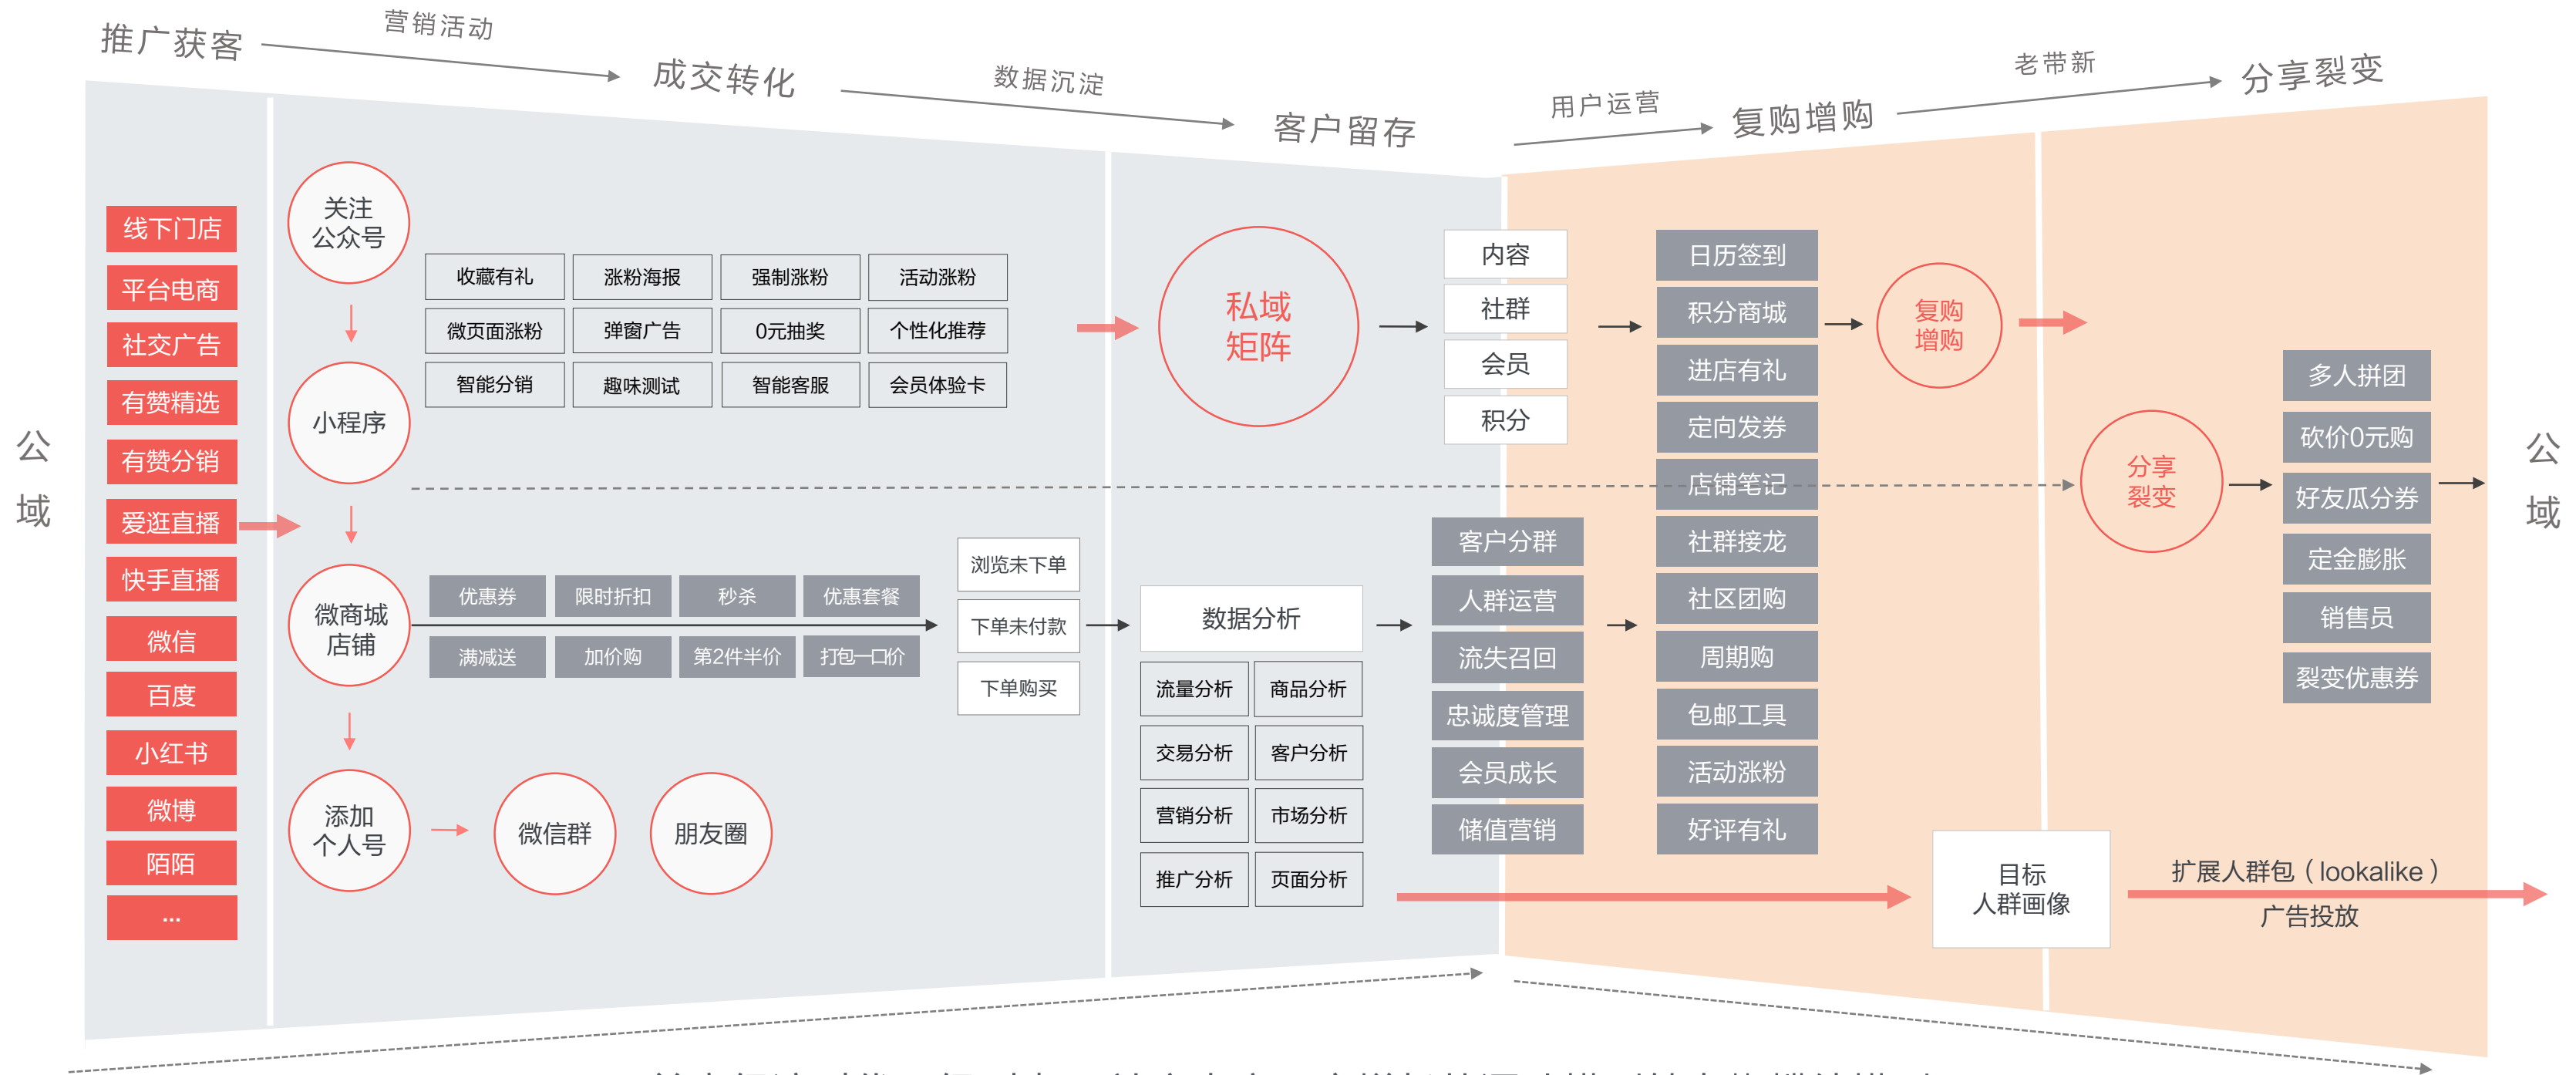 推广获客
营销活动
成交转化
数据沉淀
客户留存
用户运营
复购增购
老带新
分享裂变
公
域
线下门店
平台电商
社交广告
有赞精选
有赞分销
爱逛直播
快手直播
微信
百度
小红书
微博
陌陌
...
关注
公众号
小程序
微商城
店铺
添加
个人号
微信群
朋友圈
收藏有礼 涨粉海报 强制涨粉 活动涨粉
微页面涨粉 弹窗广告 0元抽奖 个性化推荐
智能分销 趣味测试 智能客服 会员体验卡
优惠券 限时折扣 秒杀 优惠套餐
满减送 加价购 第2件半价 打包一口价
浏览未下单
下单未付款
下单购买
私域
矩阵
数据分析
流量分析 商品分析
交易分析 客户分析
营销分析 市场分析
推广分析 页面分析
内容
社群
会员
积分
客户分群
人群运营
流失召回
忠诚度管理
会员成长
储值营销
日历签到
积分商城
进店有礼
定向发券
店铺笔记
社群接龙
社区团购
周期购
包邮工具
活动涨粉
好评有礼
复购
增购
分享
裂变
多人拼团
砍价0元购
好友瓜分券
定金膨胀
销售员
裂变优惠券
目标
人群画像
扩展人群包（lookalike）
广告投放
公
域